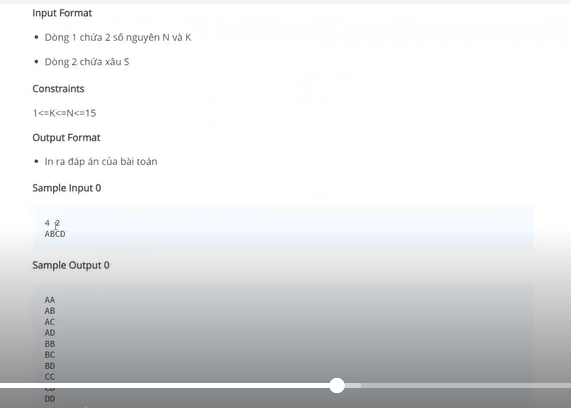 Input Format
Dòng 1 chứa 2 số nguyên N và K
Dòng 2 chứa xâu S
Constraints
1<=K<=N<=15
Output Format
In ra đáp án của bài toán
Sample Input 0
4 2
ABCD
Sample Output 0
AA
AB
AC
AD
BB
BC
BD
CC
CD
DD